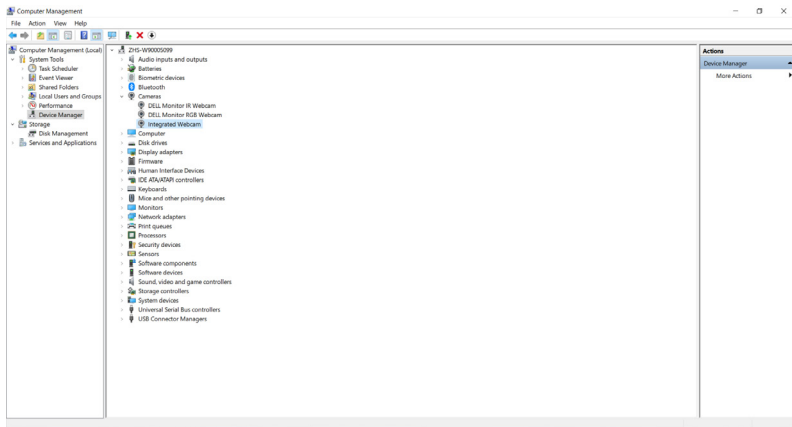 Computer Management
File Action View Help
Computer Management (Local)
System Tools
Task Scheduler
Event Viewer
Shared Folders
Local Users and Groups
Performance
Device Manager
Storage
Disk Management
Services and Applications
ZHS-W90005099
Audio inputs and outputs
Batteries
Biometric devices
Bluetooth
Cameras
DELL Monitor IR Webcam
DELL Monitor RGB Webcam
Integrated Webcam
Computer
Disk drives
Display adapters
Firmware
Human Interface Devices
IDE ATA/ATAPI controllers
Keyboards
Mice and other pointing devices
Monitors
Network adapters
Print queues
Processors
Security devices
Sensors
Software components
Software devices
Sound, video and game controllers
Storage controllers
System devices
Universal Serial Bus controllers
USB Connector Managers
Actions
Device Manager
More Actions